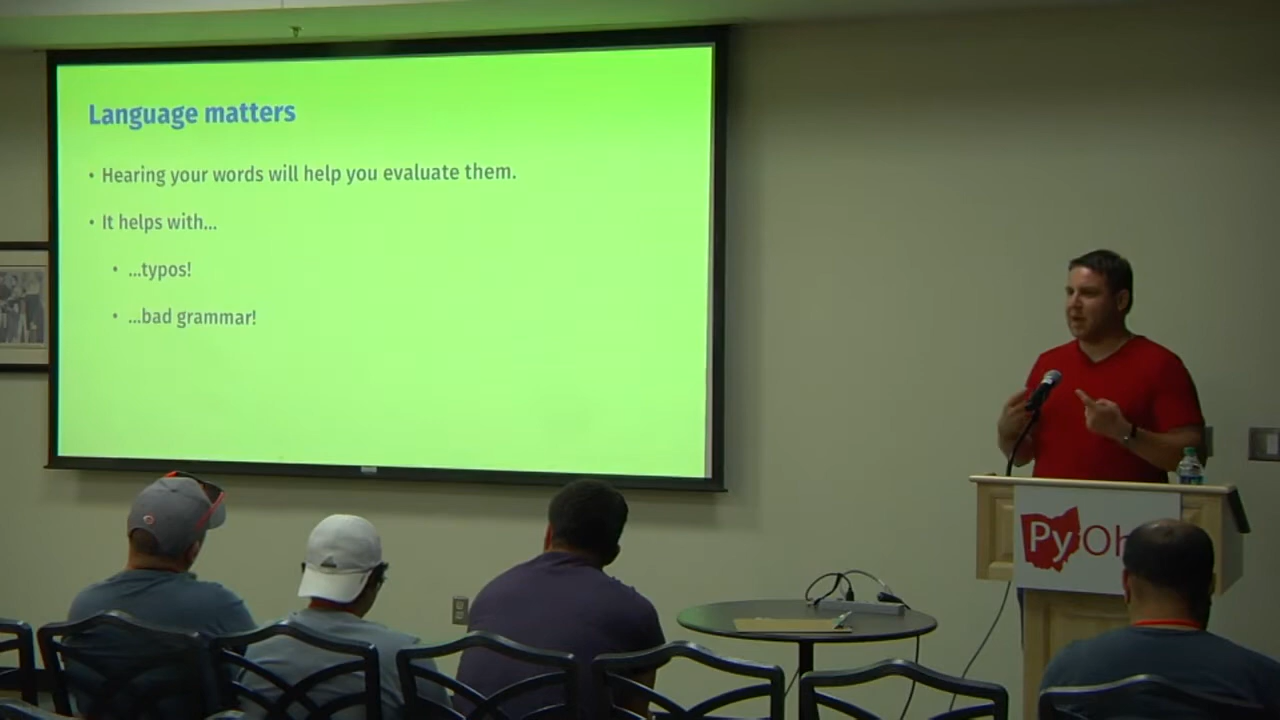 Language matters
• Hearing your words will help you evaluate them.
• It helps with...
• ...typos!
• ...bad grammar!
PyOh